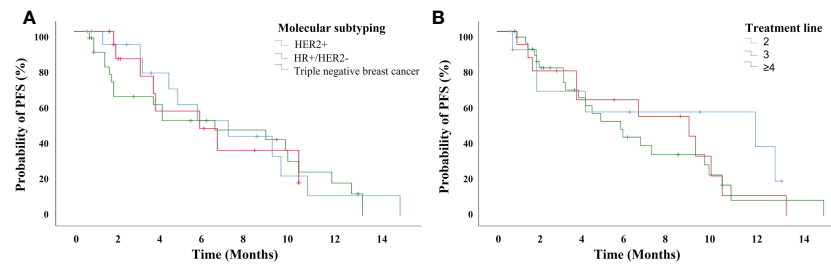 A
Molecular subtyping
HER2+
HR+/HER2-
Triple negative breast cancer
Probability of PFS (%)
100
80
60
40
20
0
0 2 4 6 8 10 12 14
Time (Months)
B
Treatment line
2
3
≥4
Probability of PFS (%)
100
80
60
40
20
0
0 2 4 6 8 10 12 14
Time (Months)